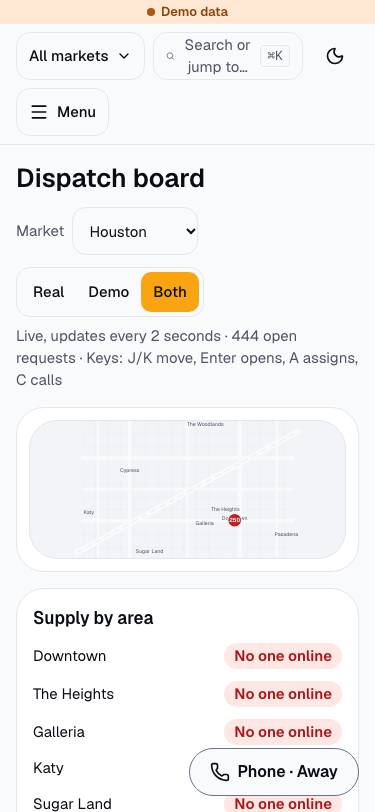 Demo data
All markets
Search or
jump to...
⌘K
Menu
Dispatch board
Market
Houston
Real
Demo
Both
Live, updates every 2 seconds · 444 open
requests · Keys: J/K move, Enter opens, A assigns,
C calls
The Woodlands
Cypress
Katy
The Heights
250
Galleria
Pasadena
Sugar Land
Supply by area
Downtown
No one online
The Heights
No one online
Galleria
No one online
Katy
Phone · Away
Sugar Land
No one online